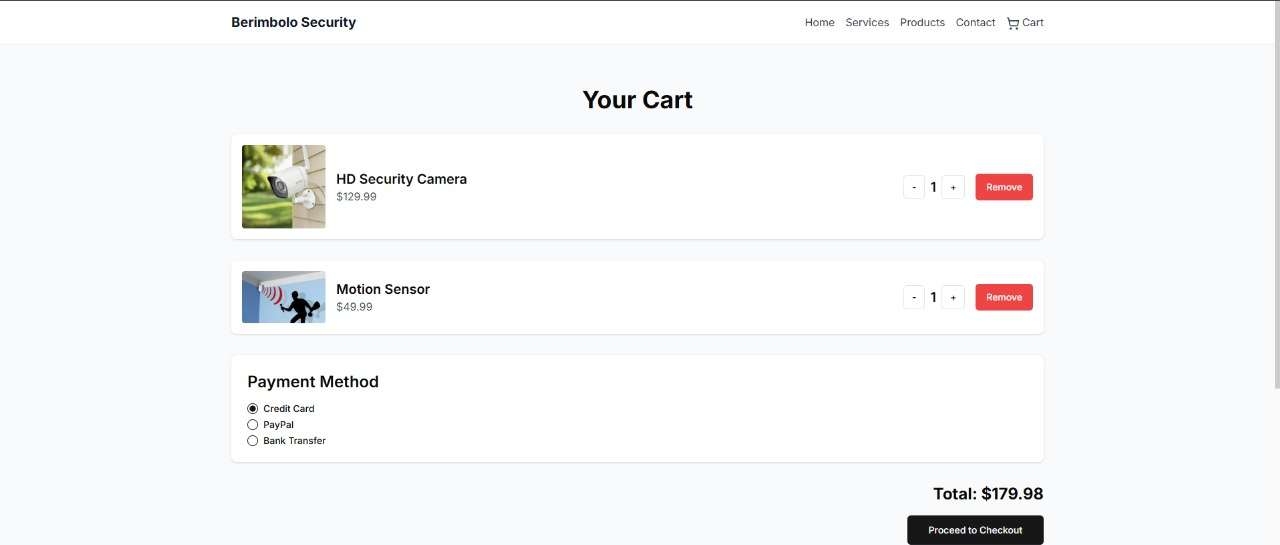 Berimbolo Security
Home Services Products Contact Cart
Your Cart
HD Security Camera
$129.99
- 1 + Remove
Motion Sensor
$49.99
- 1 + Remove
Payment Method
Credit Card
PayPal
Bank Transfer
Total: $179.98
Proceed to Checkout